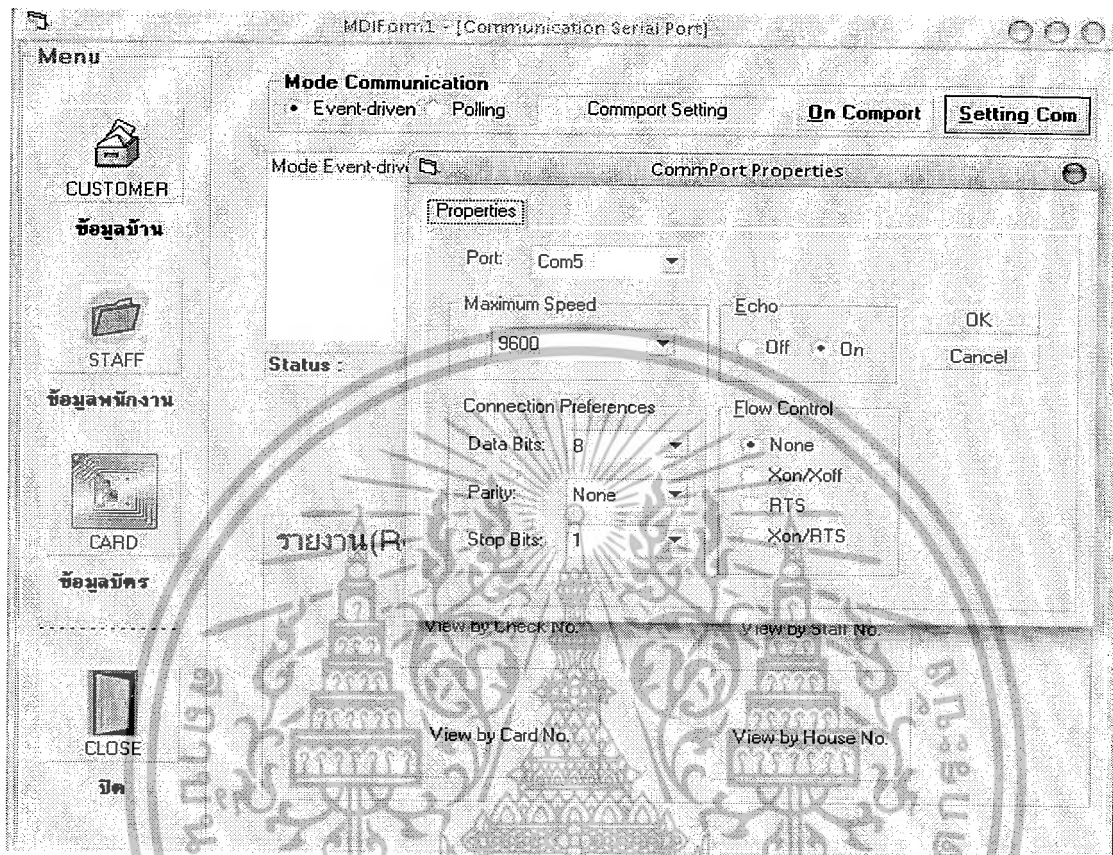 MDIForm1 - [Communication Serial Port]
Menu
CUSTOMER
ข้อมูลบ้าน
STAFF
ข้อมูลพนักงาน
CARD
ข้อมูลบัตร
CLOSE
ปิด
Mode Communication
Event-driven Polling
Commport Setting
On Comport
Setting Com
Mode Event-driv
Status :
รายงาน(R
CommPort Properties
Properties
Port: Com5
Maximum Speed
9600
Echo
Off On
OK
Cancel
Connection Preferences
Data Bits: 8
Parity: None
Stop Bits: 1
Flow Control
None
Xon/Xoff
RTS
Xon/RTS
View by Check No.
View by Staff No.
View by Card No.
View by House No.